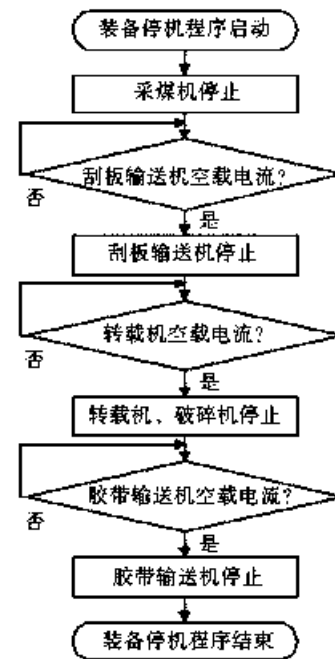 装备停机程序启动
采煤机停止
刮板输送机空载电流？
否
是
刮板输送机停止
转载机空载电流？
否
是
转载机、破碎机停止
胶带输送机空载电流？
否
是
胶带输送机停止
装备停机程序结束